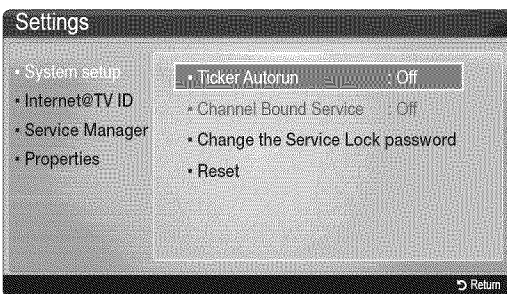 Settings
• System setup
• Internet@TV ID
• Service Manager
• Properties
• Ticker Autorun : Off
• Channel Bound Service : Off
• Change the Service Lock password
• Reset
Return